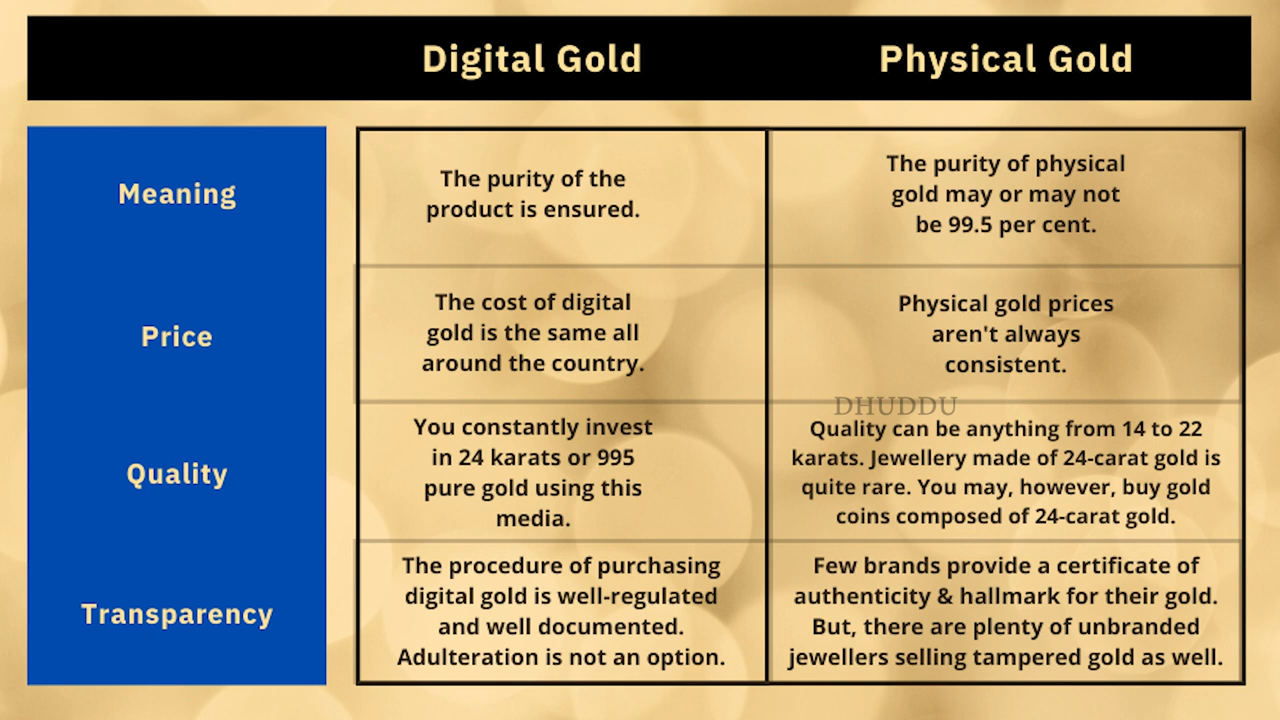 Digital Gold
Physical Gold
Meaning
The purity of the
product is ensured.
The purity of physical
gold may or may not
be 99.5 per cent.
Price
The cost of digital
gold is the same all
around the country.
Physical gold prices
aren't always
consistent.
DHUDDU
Quality
You constantly invest
in 24 karats or 995
pure gold using this
media.
Quality can be anything from 14 to 22
karats. Jewellery made of 24-carat gold is
quite rare. You may, however, buy gold
coins composed of 24-carat gold.
Transparency
The procedure of purchasing
digital gold is well-regulated
and well documented.
Adulteration is not an option.
Few brands provide a certificate of
authenticity & hallmark for their gold.
But, there are plenty of unbranded
jewellers selling tampered gold as well.